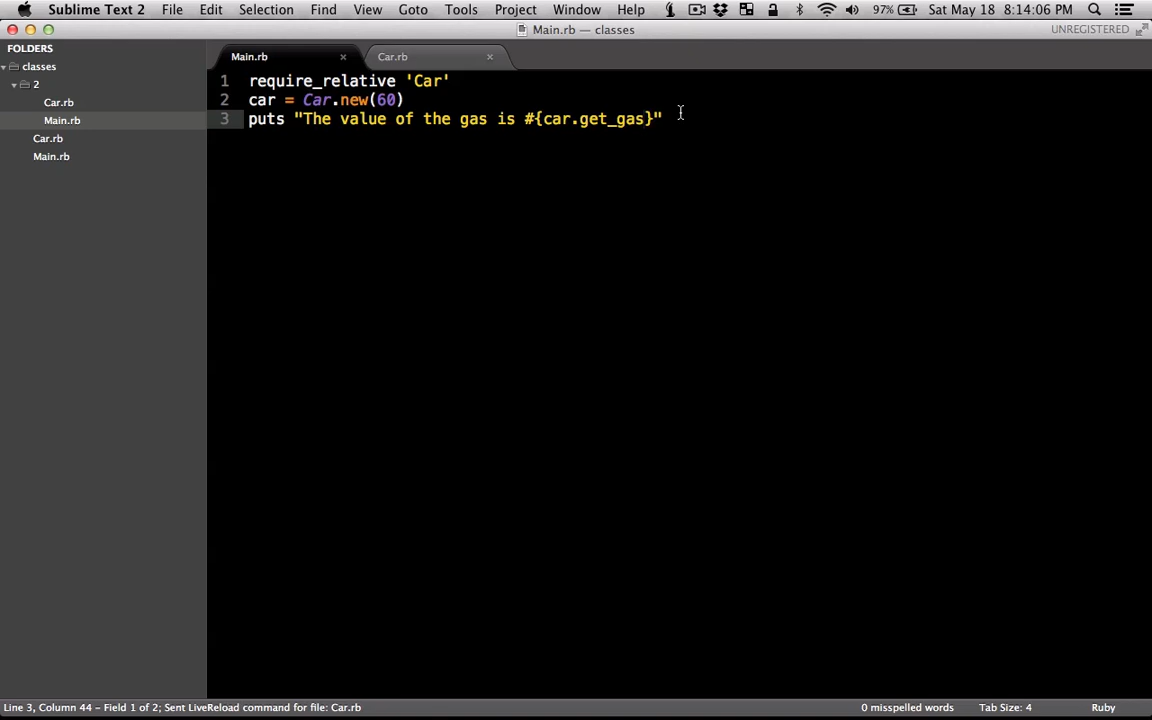 Sublime Text 2 File Edit Selection Find View Goto Tools Project Window Help 97% Sat May 18 8:14:06 PM
Main.rb — classes UNREGISTERED
FOLDERS
classes
2
Car.rb
Main.rb
Car.rb
Main.rb
Main.rb × Car.rb ×
1 require_relative 'Car'
2 car = Car.new(60)
3 puts "The value of the gas is #{car.get_gas}"
Line 3, Column 44 – Field 1 of 2; Sent LiveReload command for file: Car.rb 0 misspelled words Tab Size: 4 Ruby